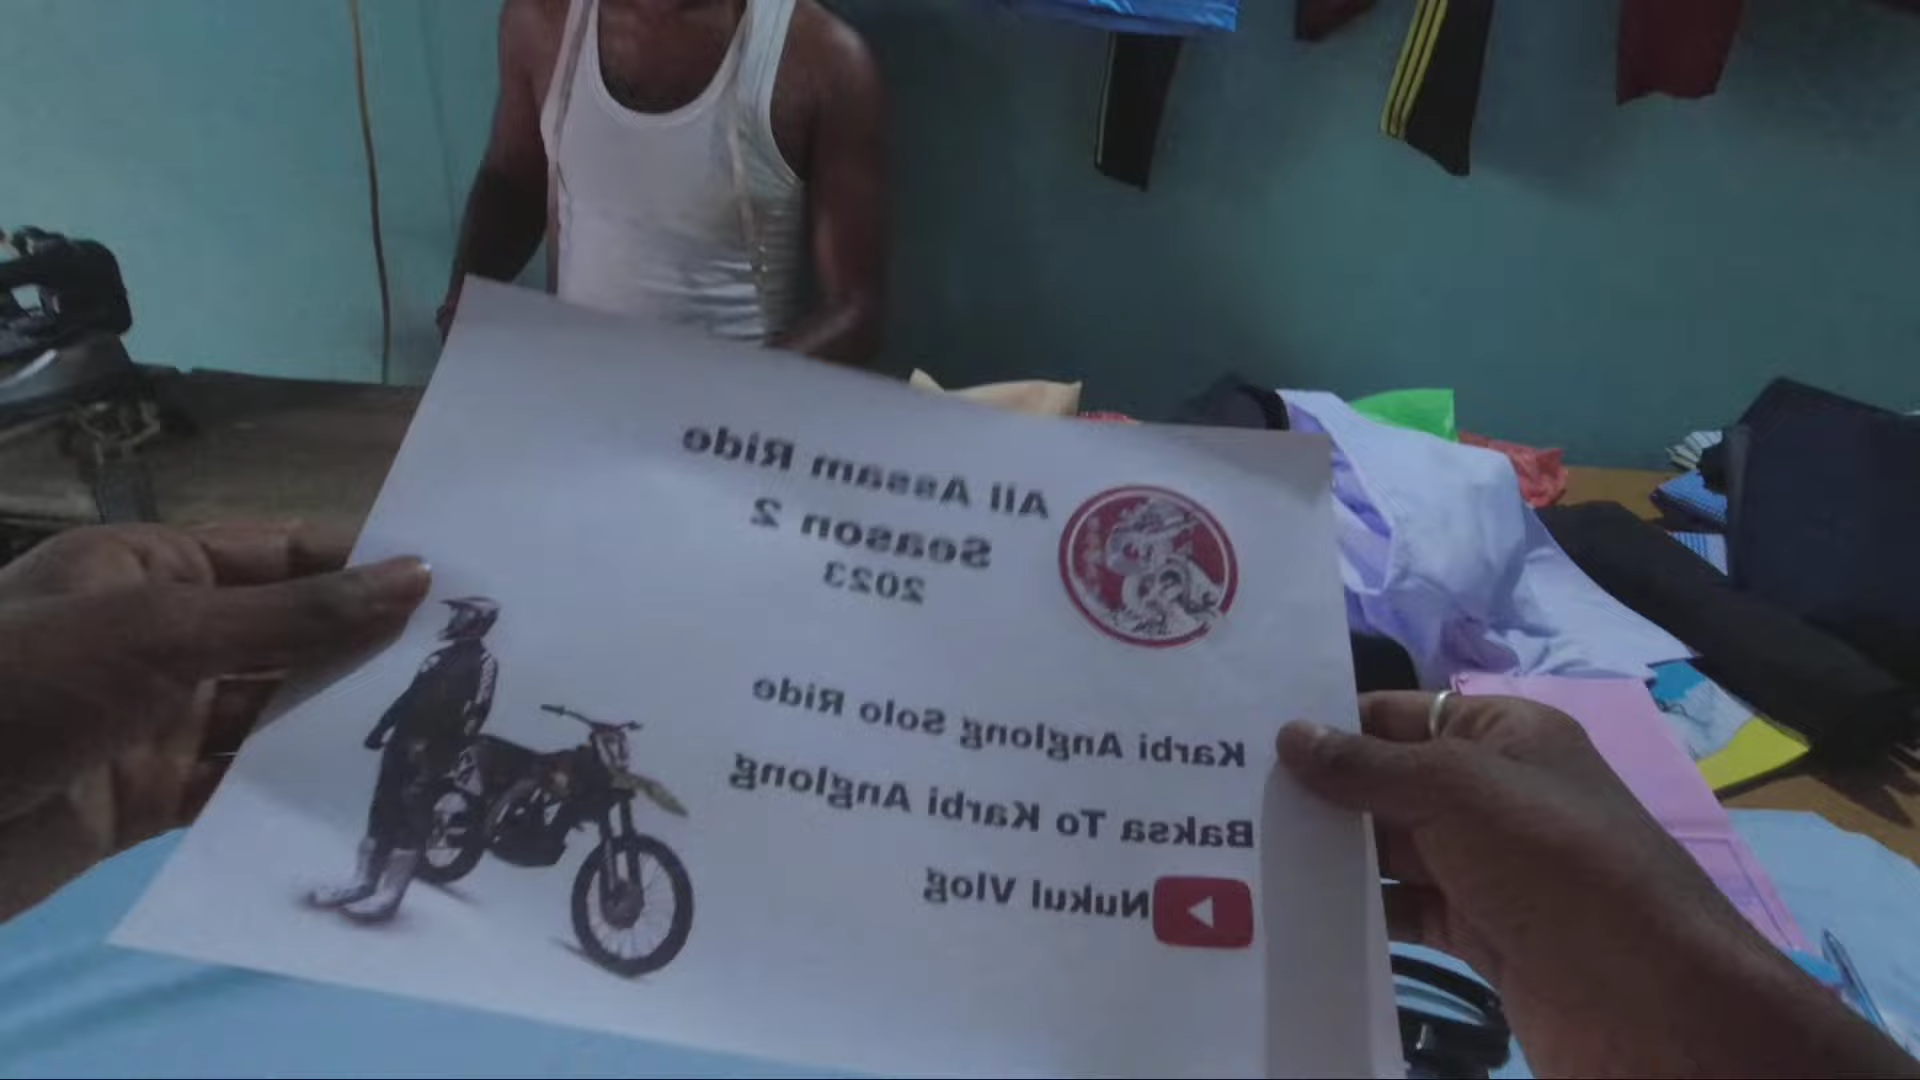 All Assam Ride
Season 2
2023
Karbi Anglong Solo Ride
Baksa To Karbi Anglong
Nukul Vlog